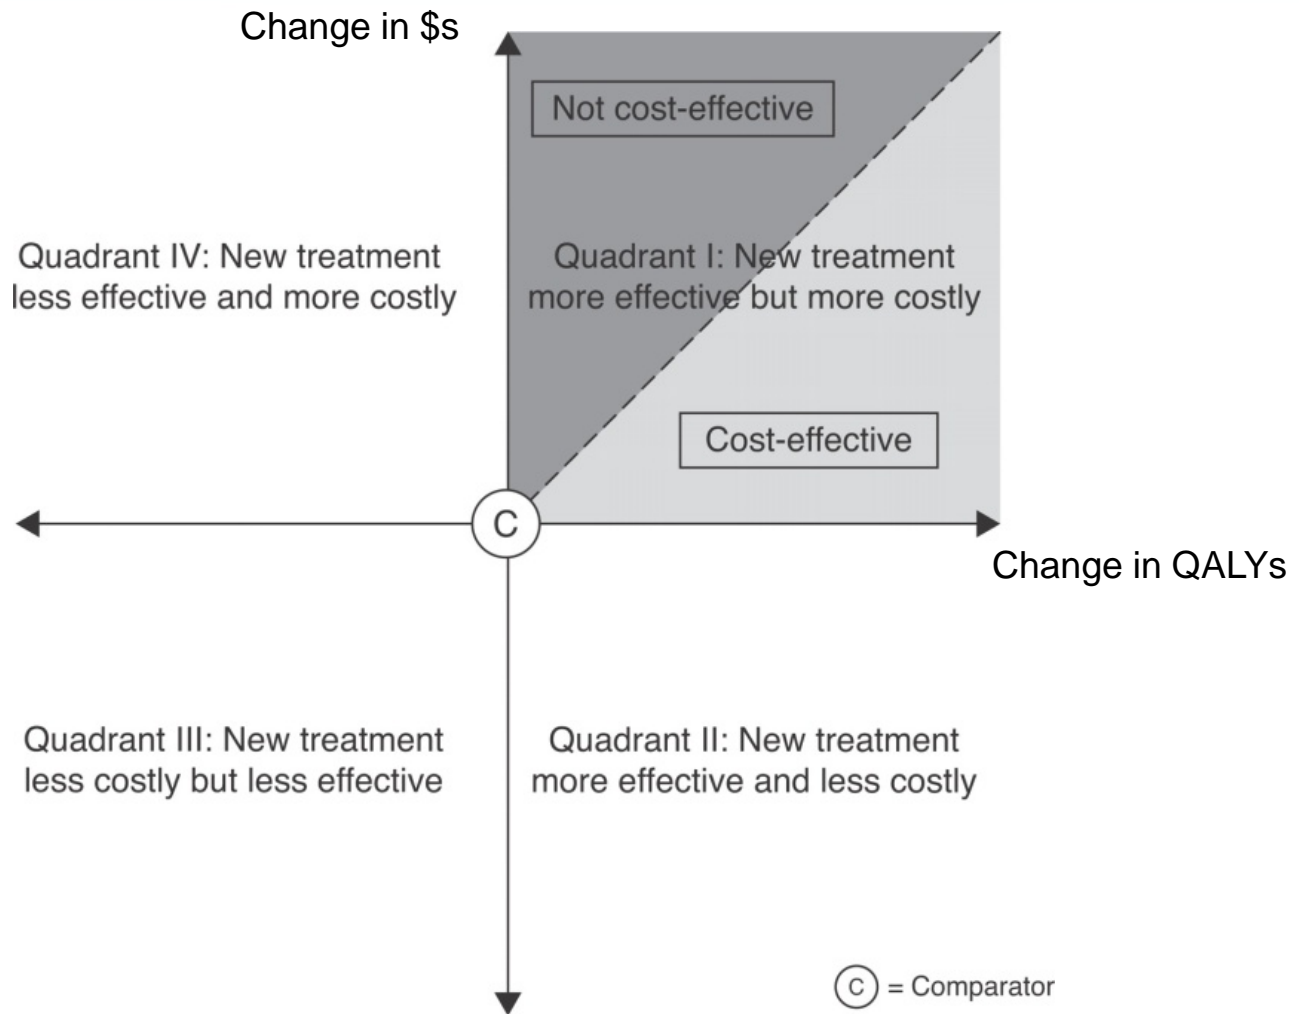 Change in $s
Not cost-effective
Quadrant IV: New treatment
less effective and more costly
Quadrant I: New treatment
more effective but more costly
Cost-effective
C
Change in QALYs
Quadrant III: New treatment
less costly but less effective
Quadrant II: New treatment
more effective and less costly
C = Comparator